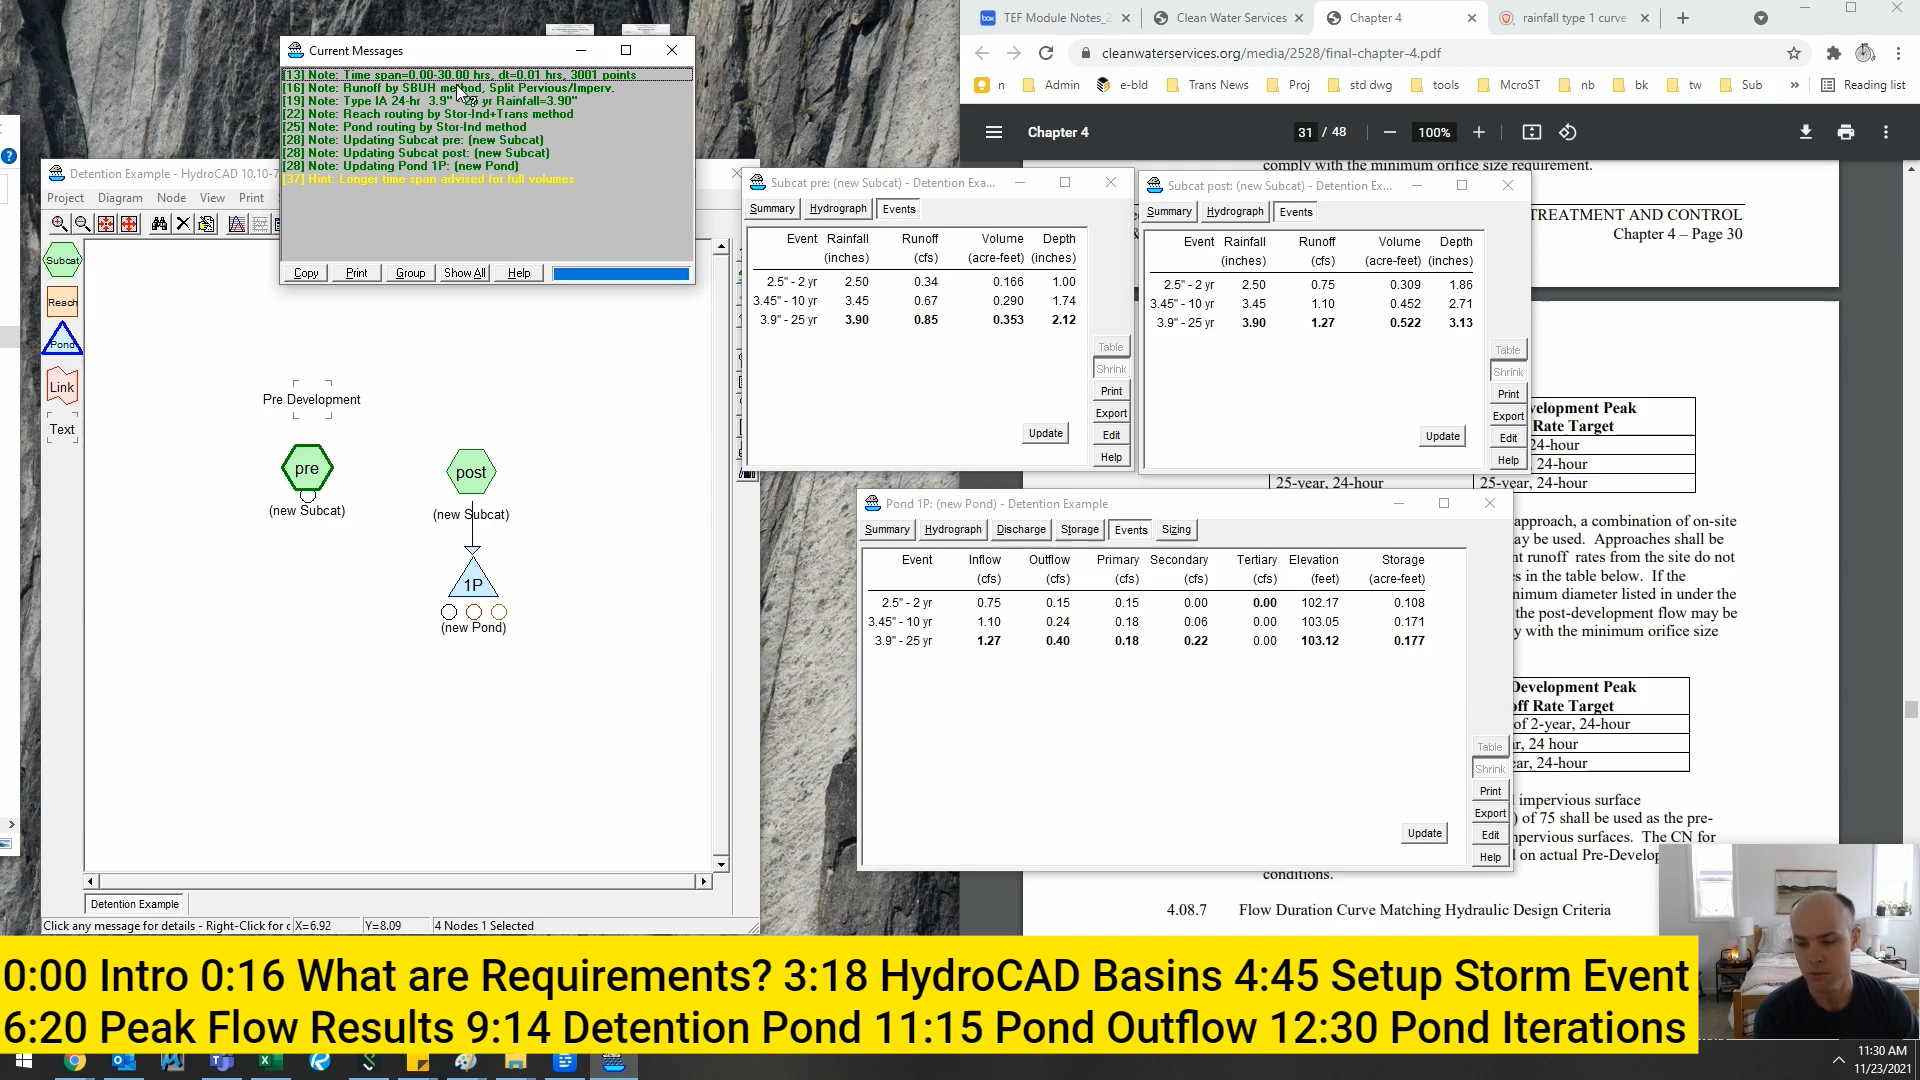 Current Messages
[13] Note: Time span=0.00-30.00 hrs, dt=0.01 hrs, 3001 points
[16] Note: Runoff by SBUH method, Split Pervious/Imperv.
[19] Note: Type IA 24-hr 3.9" yr Rainfall=3.90"
[22] Note: Reach routing by Stor-Ind+Trans method
[25] Note: Pond routing by Stor-Ind method
[28] Note: Updating Subcat pre: (new Subcat)
[28] Note: Updating Subcat post: (new Subcat)
[28] Note: Updating Pond 1P: (new Pond)
[37] Hint: Longer time span advised for full volumes
Copy Print Group Show All Help
Detention Example - HydroCAD 10.10-7
Project Diagram Node View Print
Subcat
Reach
Pond
Link
Text
Pre Development
pre
(new Subcat)
post
(new Subcat)
1P
(new Pond)
Detention Example
Click any message for details - Right-Click for c X=6.92 Y=8.09 4 Nodes 1 Selected
Subcat pre: (new Subcat) - Detention Exa...
Summary Hydrograph Events
Event Rainfall Runoff Volume Depth
(inches) (cfs) (acre-feet) (inches)
2.5" - 2 yr 2.50 0.34 0.166 1.00
3.45" - 10 yr 3.45 0.67 0.290 1.74
3.9" - 25 yr 3.90 0.85 0.353 2.12
Table
Shrink
Print
Export
Update
Edit
Help
Subcat post: (new Subcat) - Detention Ex...
Summary Hydrograph Events
Event Rainfall Runoff Volume Depth
(inches) (cfs) (acre-feet) (inches)
2.5" - 2 yr 2.50 0.75 0.309 1.86
3.45" - 10 yr 3.45 1.10 0.452 2.71
3.9" - 25 yr 3.90 1.27 0.522 3.13
Table
Shrink
Print
Export
Update
Edit
Help
Pond 1P: (new Pond) - Detention Example
Summary Hydrograph Discharge Storage Events Sizing
Event Inflow Outflow Primary Secondary Tertiary Elevation Storage
(cfs) (cfs) (cfs) (cfs) (cfs) (feet) (acre-feet)
2.5" - 2 yr 0.75 0.15 0.15 0.00 0.00 102.17 0.108
3.45" - 10 yr 1.10 0.24 0.18 0.06 0.00 103.05 0.171
3.9" - 25 yr 1.27 0.40 0.18 0.22 0.00 103.12 0.177
Table
Shrink
Print
Export
Update
Edit
Help
TEF Module Notes_2 Clean Water Services Chapter 4 rainfall type 1 curve
cleanwaterservices.org/media/2528/final-chapter-4.pdf
n Admin e-bld Trans News Proj std dwg tools McroST nb bk tw Sub » Reading list
Chapter 4 31 / 48 100%
comply with the minimum orifice size requirement.
TREATMENT AND CONTROL
Chapter 4 – Page 30
velopment Peak
Rate Target
24-hour
24-hour
25-year, 24-hour 25-year, 24-hour
approach, a combination of on-site
ay be used. Approaches shall be
nt runoff rates from the site do not
s in the table below. If the
nimum diameter listed in under the
the post-development flow may be
y with the minimum orifice size
Development Peak
off Rate Target
of 2-year, 24-hour
r, 24 hour
ear, 24-hour
impervious surface
) of 75 shall be used as the pre-
npervious surfaces. The CN for
on actual Pre-Develop
conditions.
4.08.7 Flow Duration Curve Matching Hydraulic Design Criteria
0:00 Intro 0:16 What are Requirements? 3:18 HydroCAD Basins 4:45 Setup Storm Event
6:20 Peak Flow Results 9:14 Detention Pond 11:15 Pond Outflow 12:30 Pond Iterations
11:30 AM
11/23/2021